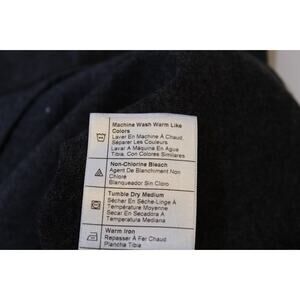 Machine Wash Warm Like
Colors
Laver En Machine À Chaud
Séparer Les Couleurs
Lavar A Máquina En Agua
Tibia, Con Colores Similares
Non-Chlorine Bleach
Agent De Blanchiment Non
Chloré
Blanqueador Sin Cloro
Tumble Dry Medium
Sécher En Sèche-Linge À
Température Moyenne
Secar En Secadora A
Temperatura Mediana
Warm Iron
Repasser À Fer Chaud
Plancha Tibia